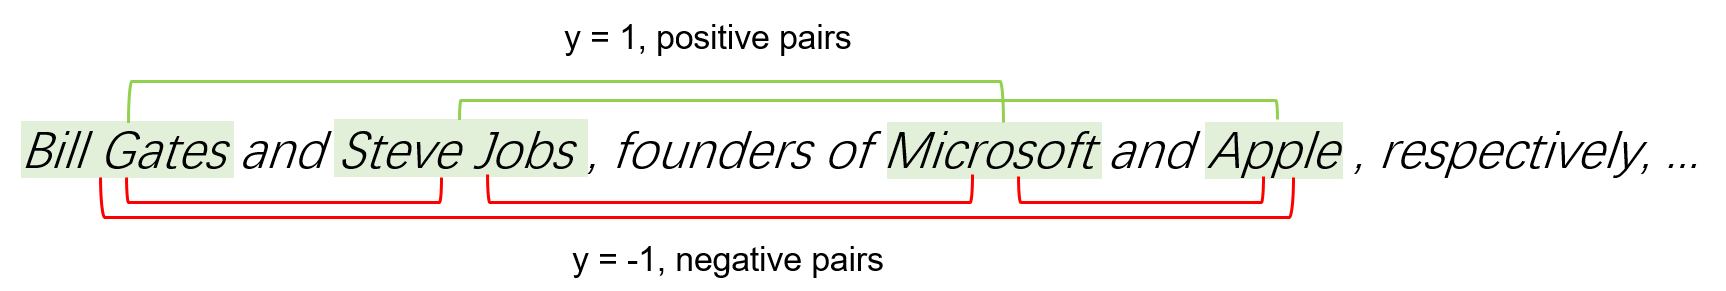 y = 1, positive pairs
Bill Gates and Steve Jobs , founders of Microsoft and Apple , respectively, ...
y = -1, negative pairs